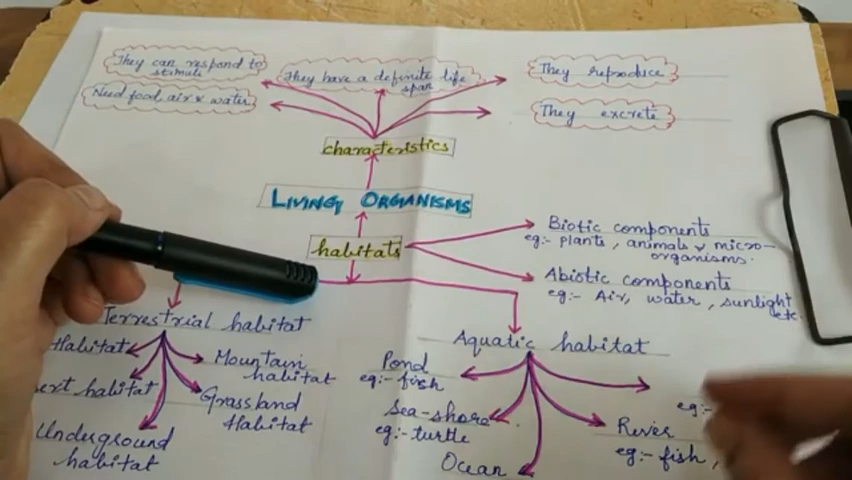 They can respond to
stimuli
They have a definite life
span
They reproduce
Need food, air & water
They excrete
characteristics
LIVING ORGANISMS
habitats
Biotic components
eg:- plants, animals & micro-
organisms.
Abiotic components
eg:- Air, water, sunlight
etc.
Terrestrial habitat
Habitat
Mountain
habitat
habitat
Grassland
Habitat
Underground
habitat
Aquatic habitat
Pond
eg:- fish
Sea-shore
eg:- turtle
Ocean
eg:-
River
eg:- fish,